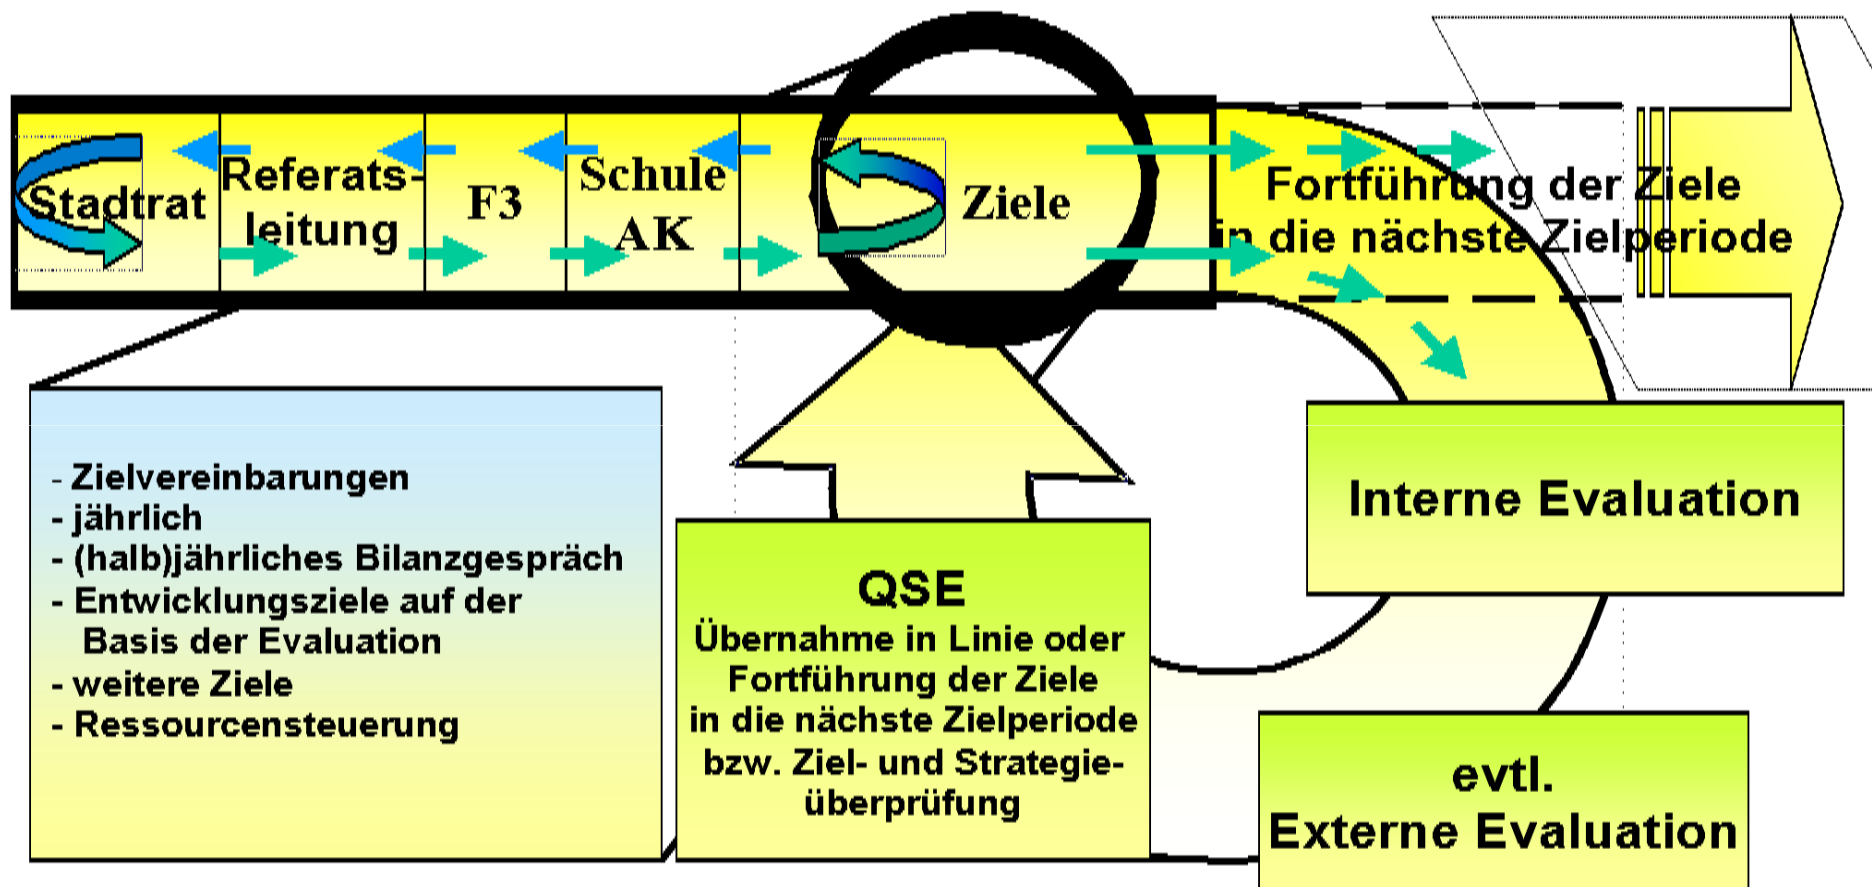 Stadtrat
Referats-
leitung
F3
Schule
AK
Ziele
Fortführung der Ziele
in die nächste Zielperiode
- Zielvereinbarungen
- jährlich
- (halb)jährliches Bilanzgespräch
- Entwicklungsziele auf der
Basis der Evaluation
- weitere Ziele
- Ressourcensteuerung
QSE
Übernahme in Linie oder
Fortführung der Ziele
in die nächste Zielperiode
bzw. Ziel- und Strategie-
überprüfung
Interne Evaluation
evtl.
Externe Evaluation